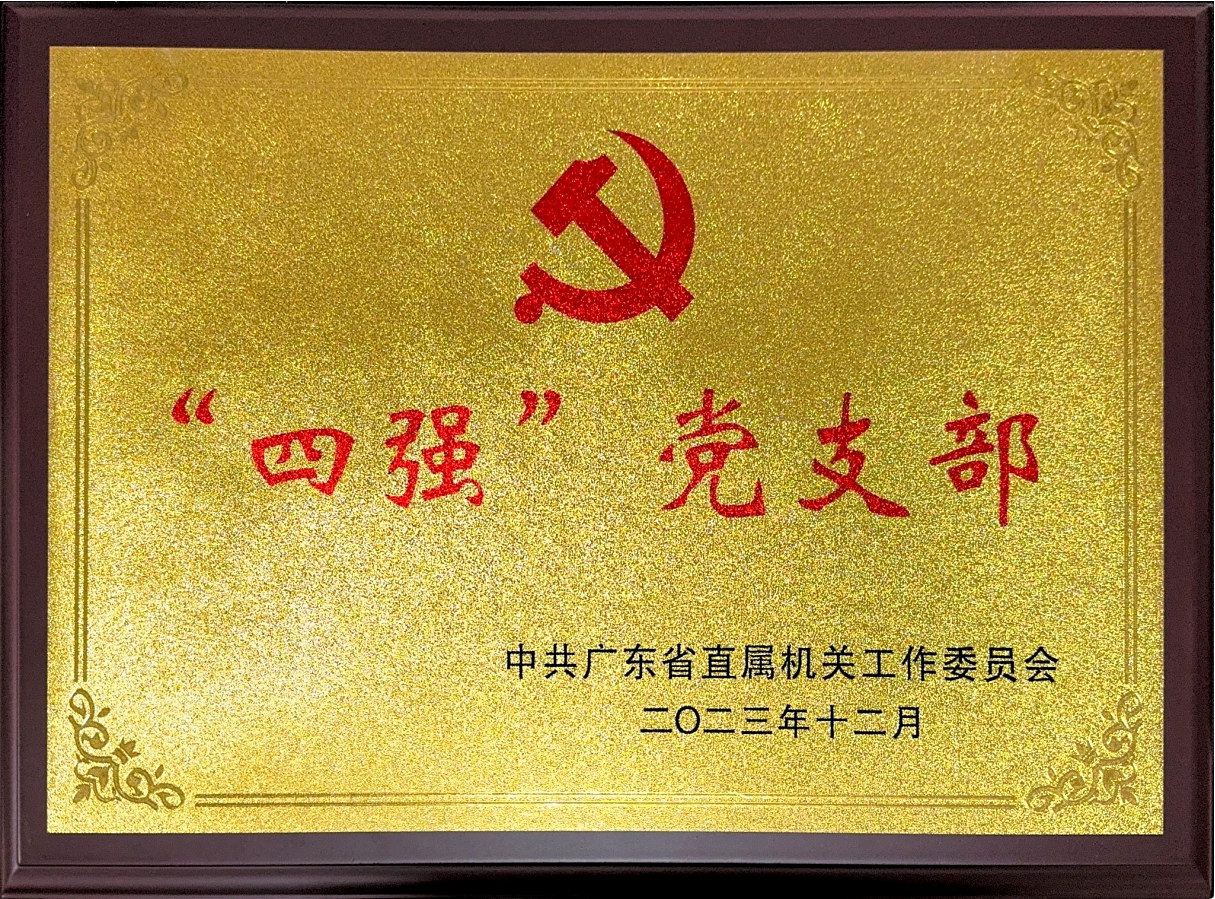 “四强”党支部
中共广东省直属机关工作委员会
二〇二三年十二月